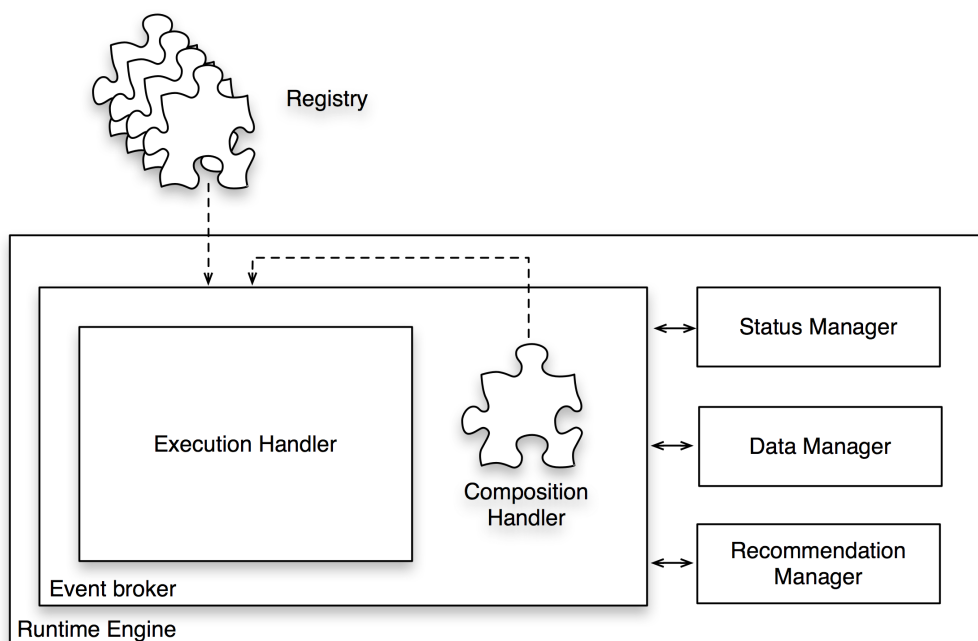 Registry
Status Manager
Execution Handler
Data Manager
Composition
Handler
Recommendation
Manager
Event broker
Runtime Engine